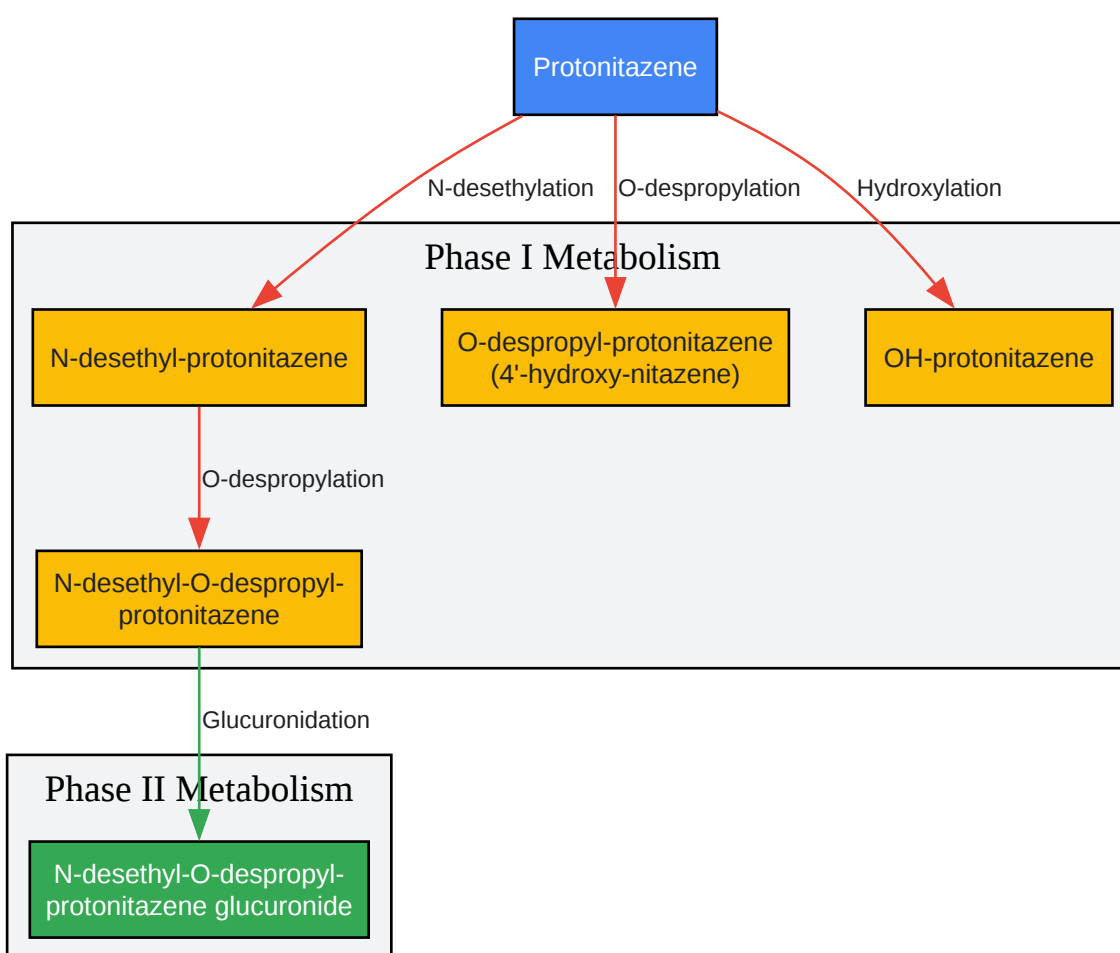 Protonitazene
N-desethylation
O-despropylation
Hydroxylation
Phase I Metabolism
N-desethyl-protonitazene
O-despropyl-protonitazene
(4'-hydroxy-nitazene)
OH-protonitazene
O-despropylation
N-desethyl-O-despropyl-
protonitazene
Glucuronidation
Phase II Metabolism
N-desethyl-O-despropyl-
protonitazene glucuronide